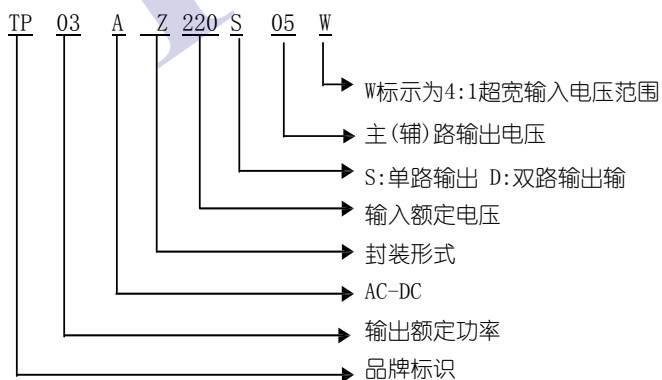 TP 03 A Z 220 S 05 W
W标示为4:1超宽输入电压范围
主(辅)路输出电压
S:单路输出 D:双路输出输
输入额定电压
封装形式
AC-DC
输出额定功率
品牌标识